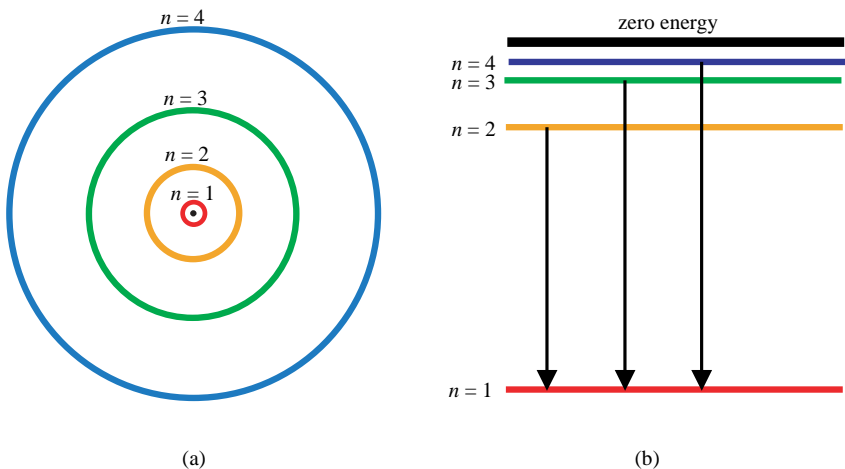 n = 4
n = 3
n = 2
n = 1
(a)
zero energy
n = 4
n = 3
n = 2
n = 1
(b)